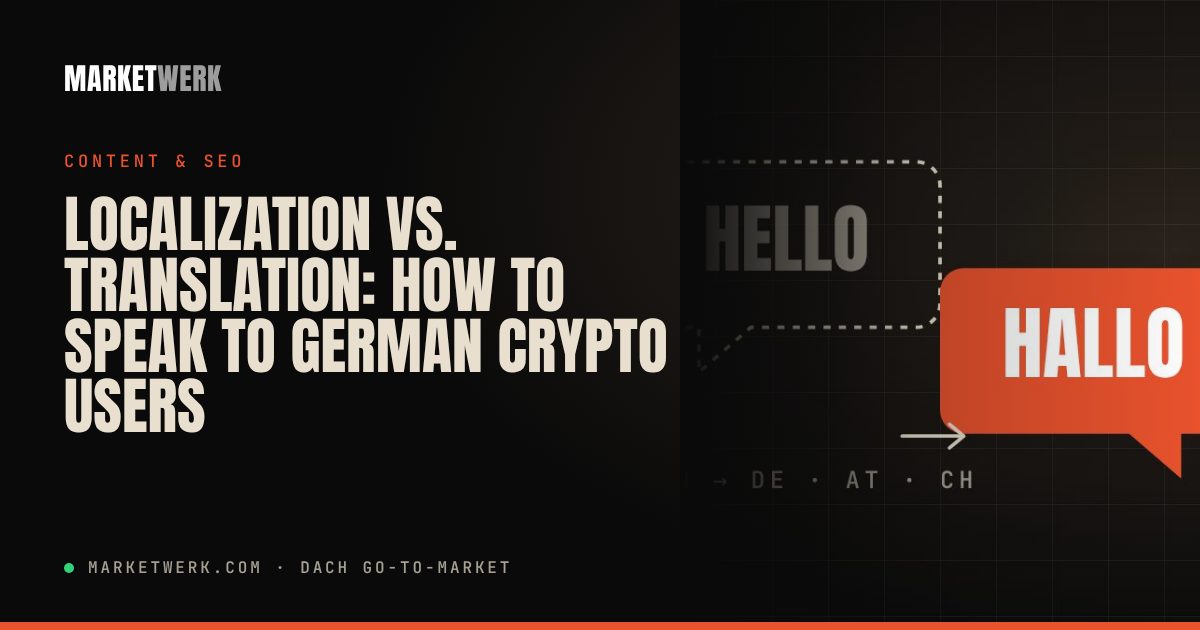 MARKETWERK
CONTENT & SEO
LOCALIZATION VS.
TRANSLATION: HOW TO
SPEAK TO GERMAN CRYPTO
USERS
HELLO
HALLO
→ DE · AT · CH
MARKETWERK.COM · DACH GO-TO-MARKET